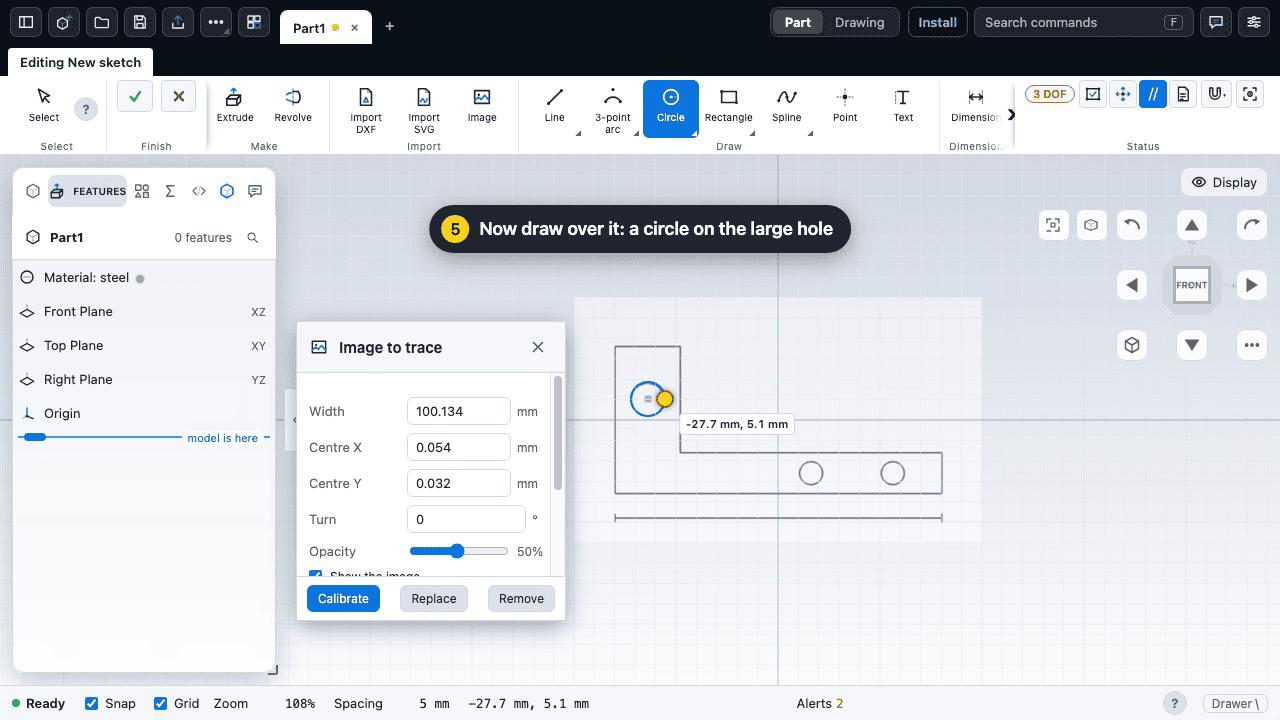 Part1
Part Drawing
Install
Search commands F
Editing New sketch
Select
?
Extrude
Revolve
Import DXF
Import SVG
Image
Line
3-point arc
Circle
Rectangle
Spline
Point
Text
Dimension
3 DOF
Select
Finish
Make
Import
Draw
Dimension
Status
FEATURES
Display
5 Now draw over it: a circle on the large hole
Part1 0 features
Material: steel
Front Plane XZ
Top Plane XY
Right Plane YZ
Origin
model is here
FRONT
Image to trace
Width 100.134 mm
Centre X 0.054 mm
Centre Y 0.032 mm
Turn 0 °
Opacity 50%
Show the image
Calibrate Replace Remove
-27.7 mm, 5.1 mm
Ready Snap Grid Zoom 108% Spacing 5 mm -27.7 mm, 5.1 mm Alerts 2 ? Drawer \